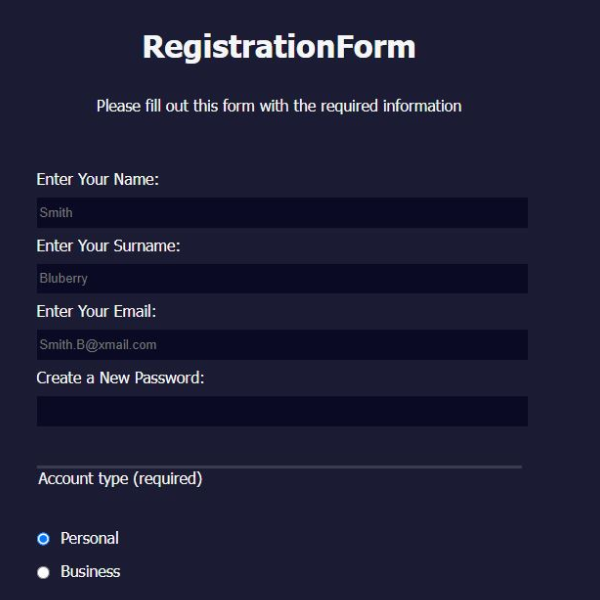 RegistrationForm
Please fill out this form with the required information
Enter Your Name:
Smith
Enter Your Surname:
Bluberry
Enter Your Email:
Smith.B@xmail.com
Create a New Password:
Account type (required)
Personal
Business